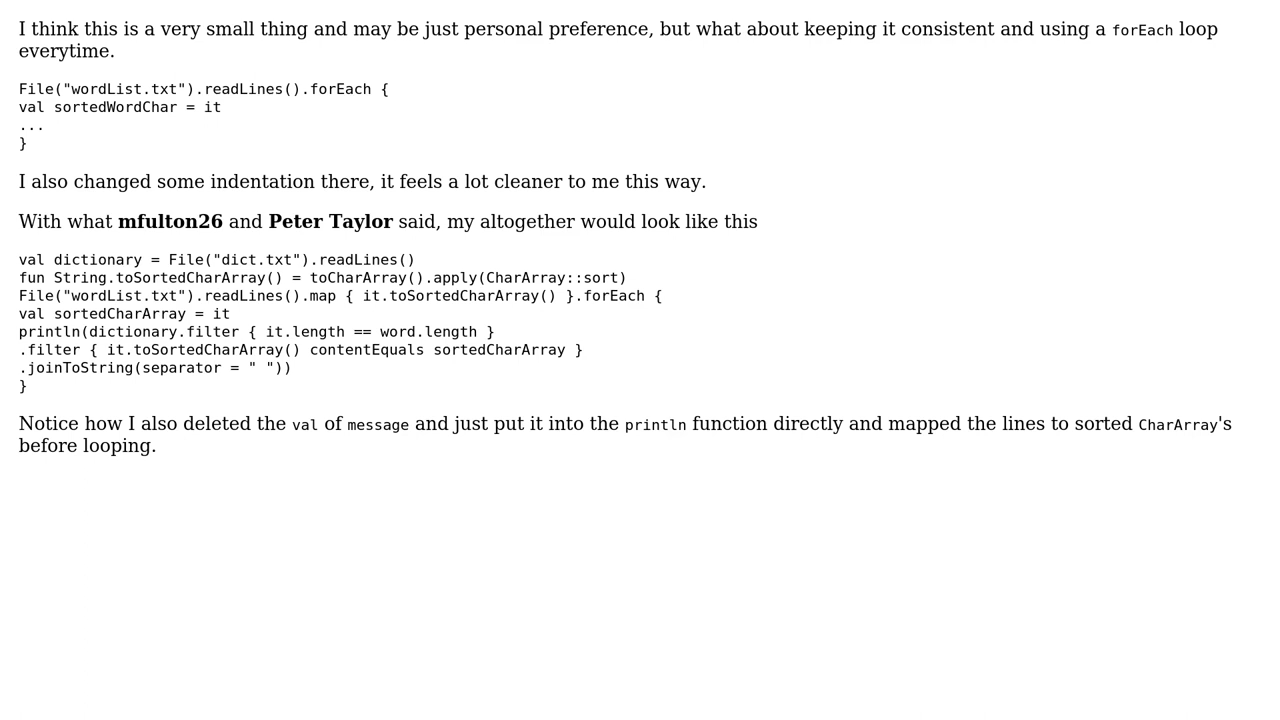 I think this is a very small thing and may be just personal preference, but what about keeping it consistent and using a forEach loop
everytime.
File("wordList.txt").readLines().forEach {
val sortedWordChar = it
...
}
I also changed some indentation there, it feels a lot cleaner to me this way.
With what mfulton26 and Peter Taylor said, my altogether would look like this
val dictionary = File("dict.txt").readLines()
fun String.toSortedCharArray() = toCharArray().apply(CharArray::sort)
File("wordList.txt").readLines().map { it.toSortedCharArray() }.forEach {
val sortedCharArray = it
println(dictionary.filter { it.length == word.length }
.filter { it.toSortedCharArray() contentEquals sortedCharArray }
.joinToString(separator = " "))
}
Notice how I also deleted the val of message and just put it into the println function directly and mapped the lines to sorted CharArray's
before looping.